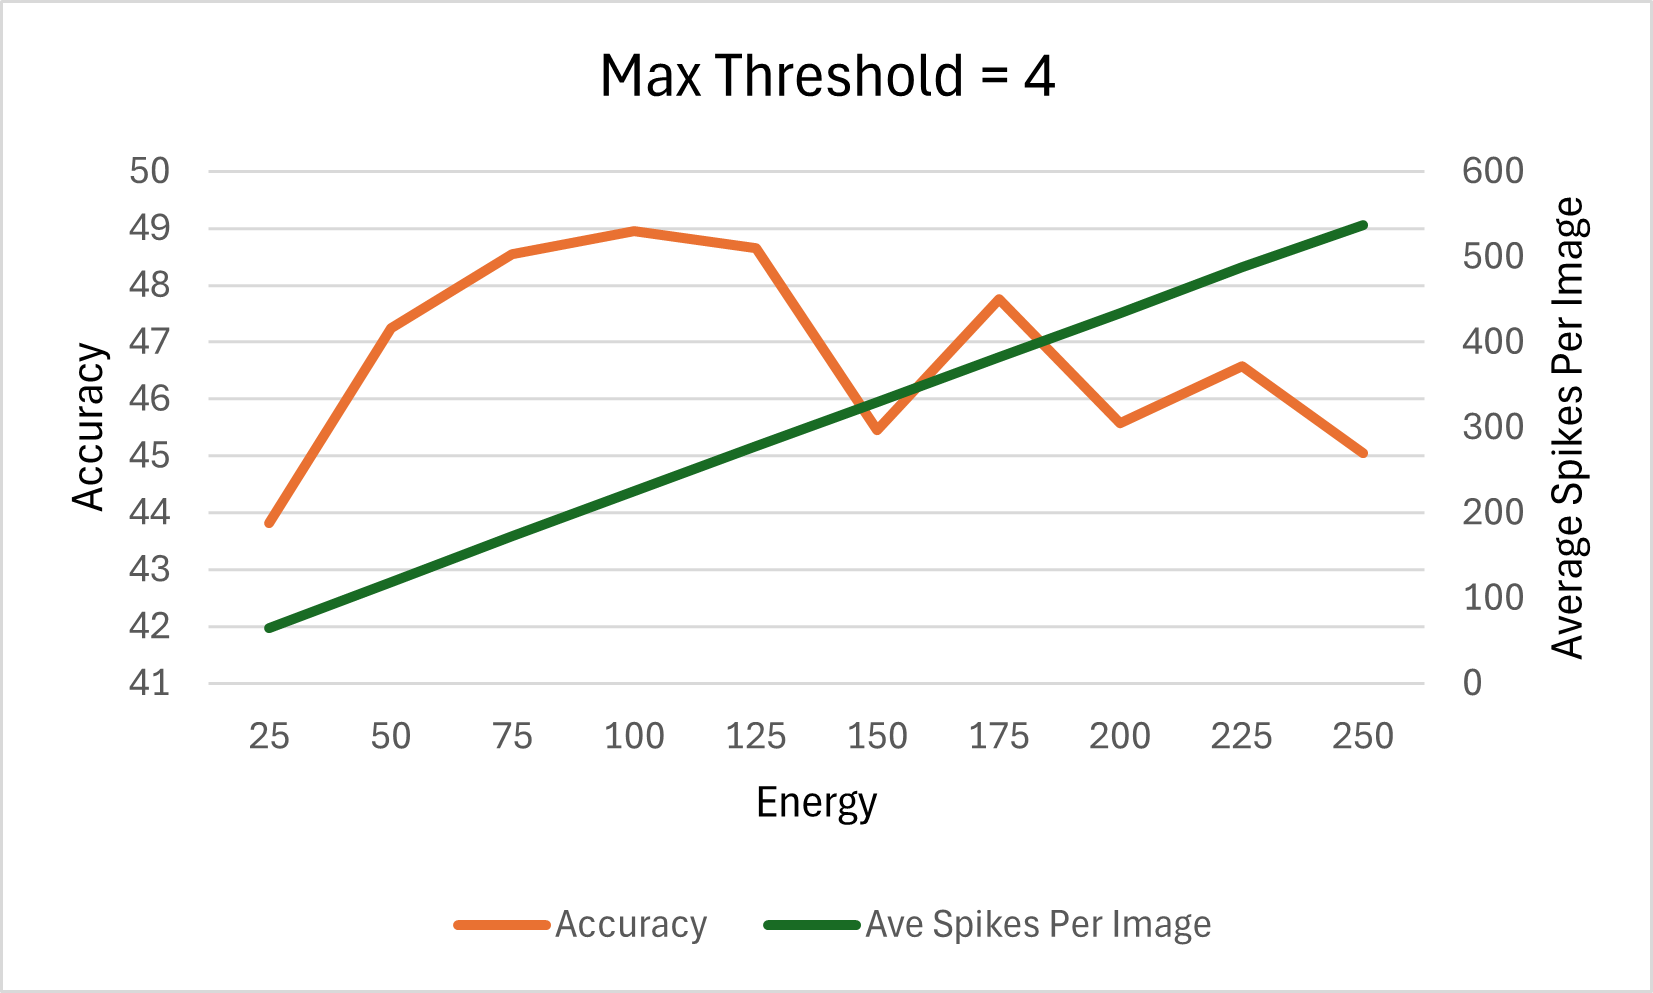 Max Threshold = 4
50
49
48
47
46
45
44
43
42
41
Accuracy
600
500
400
300
200
100
0
Average Spikes Per Image
25 50 75 100 125 150 175 200 225 250
Energy
Accuracy Ave Spikes Per Image